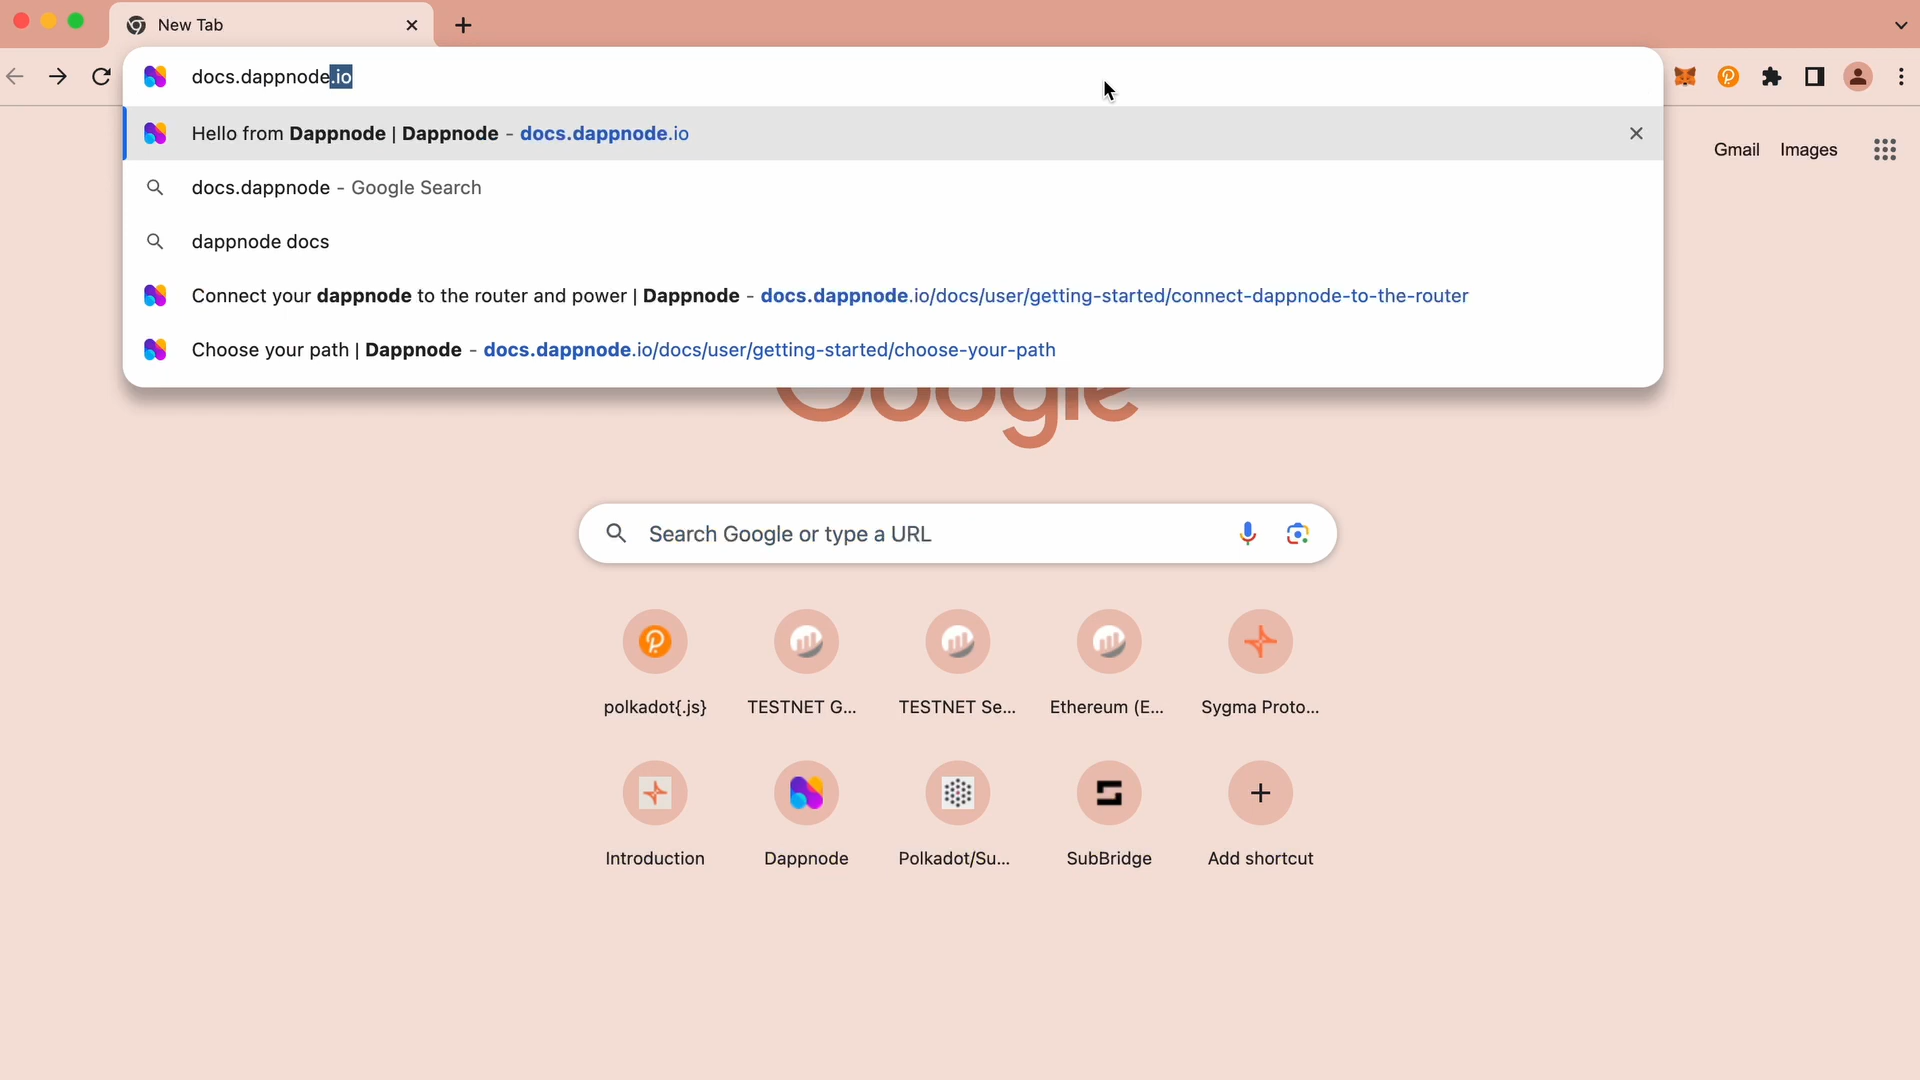 New Tab
docs.dappnode.io
Hello from Dappnode | Dappnode - docs.dappnode.io
docs.dappnode - Google Search
dappnode docs
Connect your dappnode to the router and power | Dappnode - docs.dappnode.io/docs/user/getting-started/connect-dappnode-to-the-router
Choose your path | Dappnode - docs.dappnode.io/docs/user/getting-started/choose-your-path
Gmail Images
Google
Search Google or type a URL
polkadot{.js} TESTNET G... TESTNET Se... Ethereum (E... Sygma Proto...
Introduction Dappnode Polkadot/Su... SubBridge Add shortcut